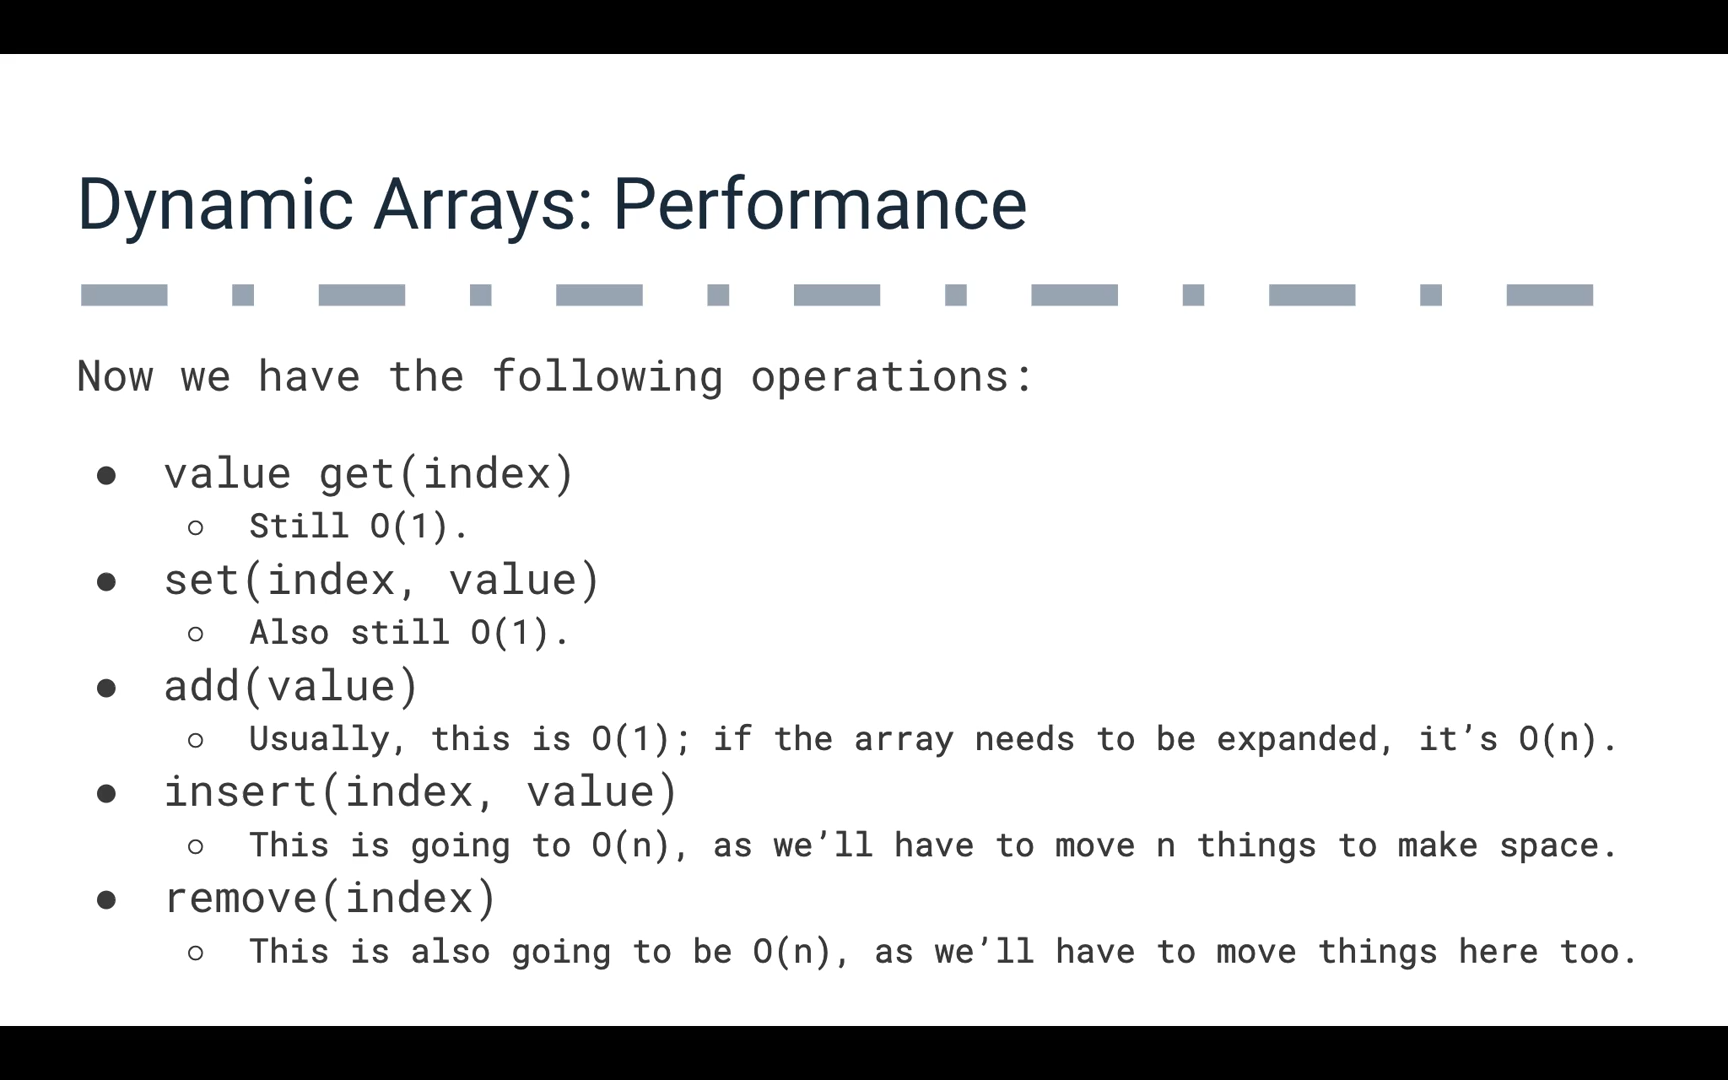 Dynamic Arrays: Performance
Now we have the following operations:
● value get(index)
○ Still O(1).
● set(index, value)
○ Also still O(1).
● add(value)
○ Usually, this is O(1); if the array needs to be expanded, it’s O(n).
● insert(index, value)
○ This is going to O(n), as we’ll have to move n things to make space.
● remove(index)
○ This is also going to be O(n), as we’ll have to move things here too.